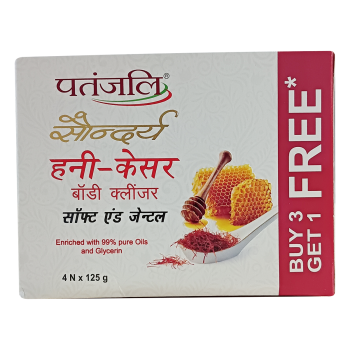 पतंजलि®
सौन्दर्य
हनी-केसर
बॉडी क्लींजर
सॉफ्ट एंड जेन्टल
Enriched with 99% pure Oils
and Glycerin
4 N x 125 g
BUY 3
GET 1
FREE*